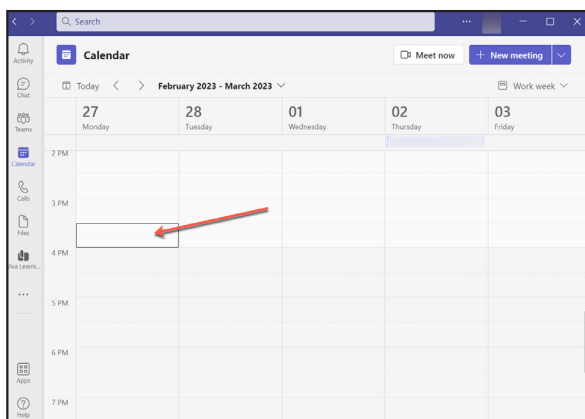 Search
Activity
Calendar
Meet now
+ New meeting
Chat
Today
February 2023 - March 2023
Work week
Teams
27
28
01
02
03
Monday
Tuesday
Wednesday
Thursday
Friday
Calendar
2 PM
Calls
3 PM
Files
4 PM
Viva Learni...
5 PM
6 PM
Apps
7 PM
Help